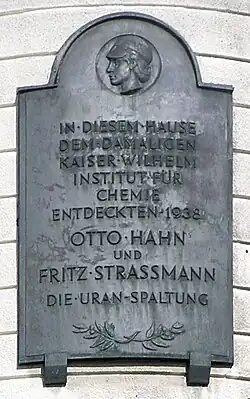 IN·DIESEM·HAUSE
DEM·DAMALIGEN
KAISER·WILHELM
INSTITUT·FÜR
CHEMIE
ENTDECKTEN·1938
OTTO·HAHN
UND
FRITZ·STRASSMANN
DIE·URAN-SPALTUNG